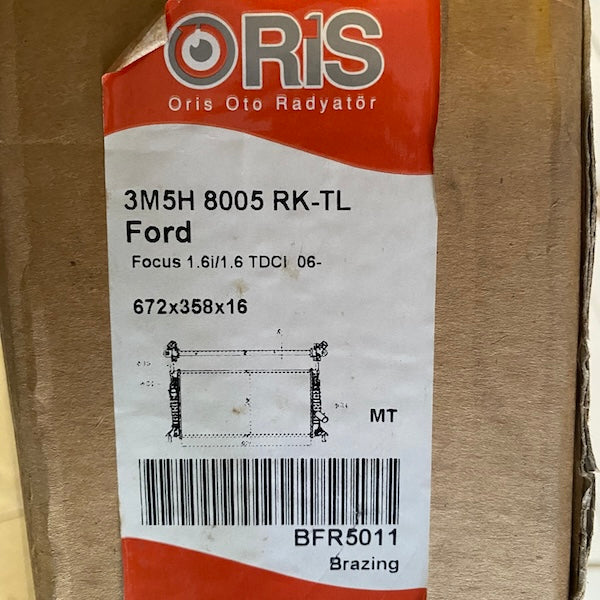 ORiS
Oris Oto Radyatör
3M5H 8005 RK-TL
Ford
Focus 1.6i/1.6 TDCI 06-
672x358x16
MT
BFR5011
Brazing